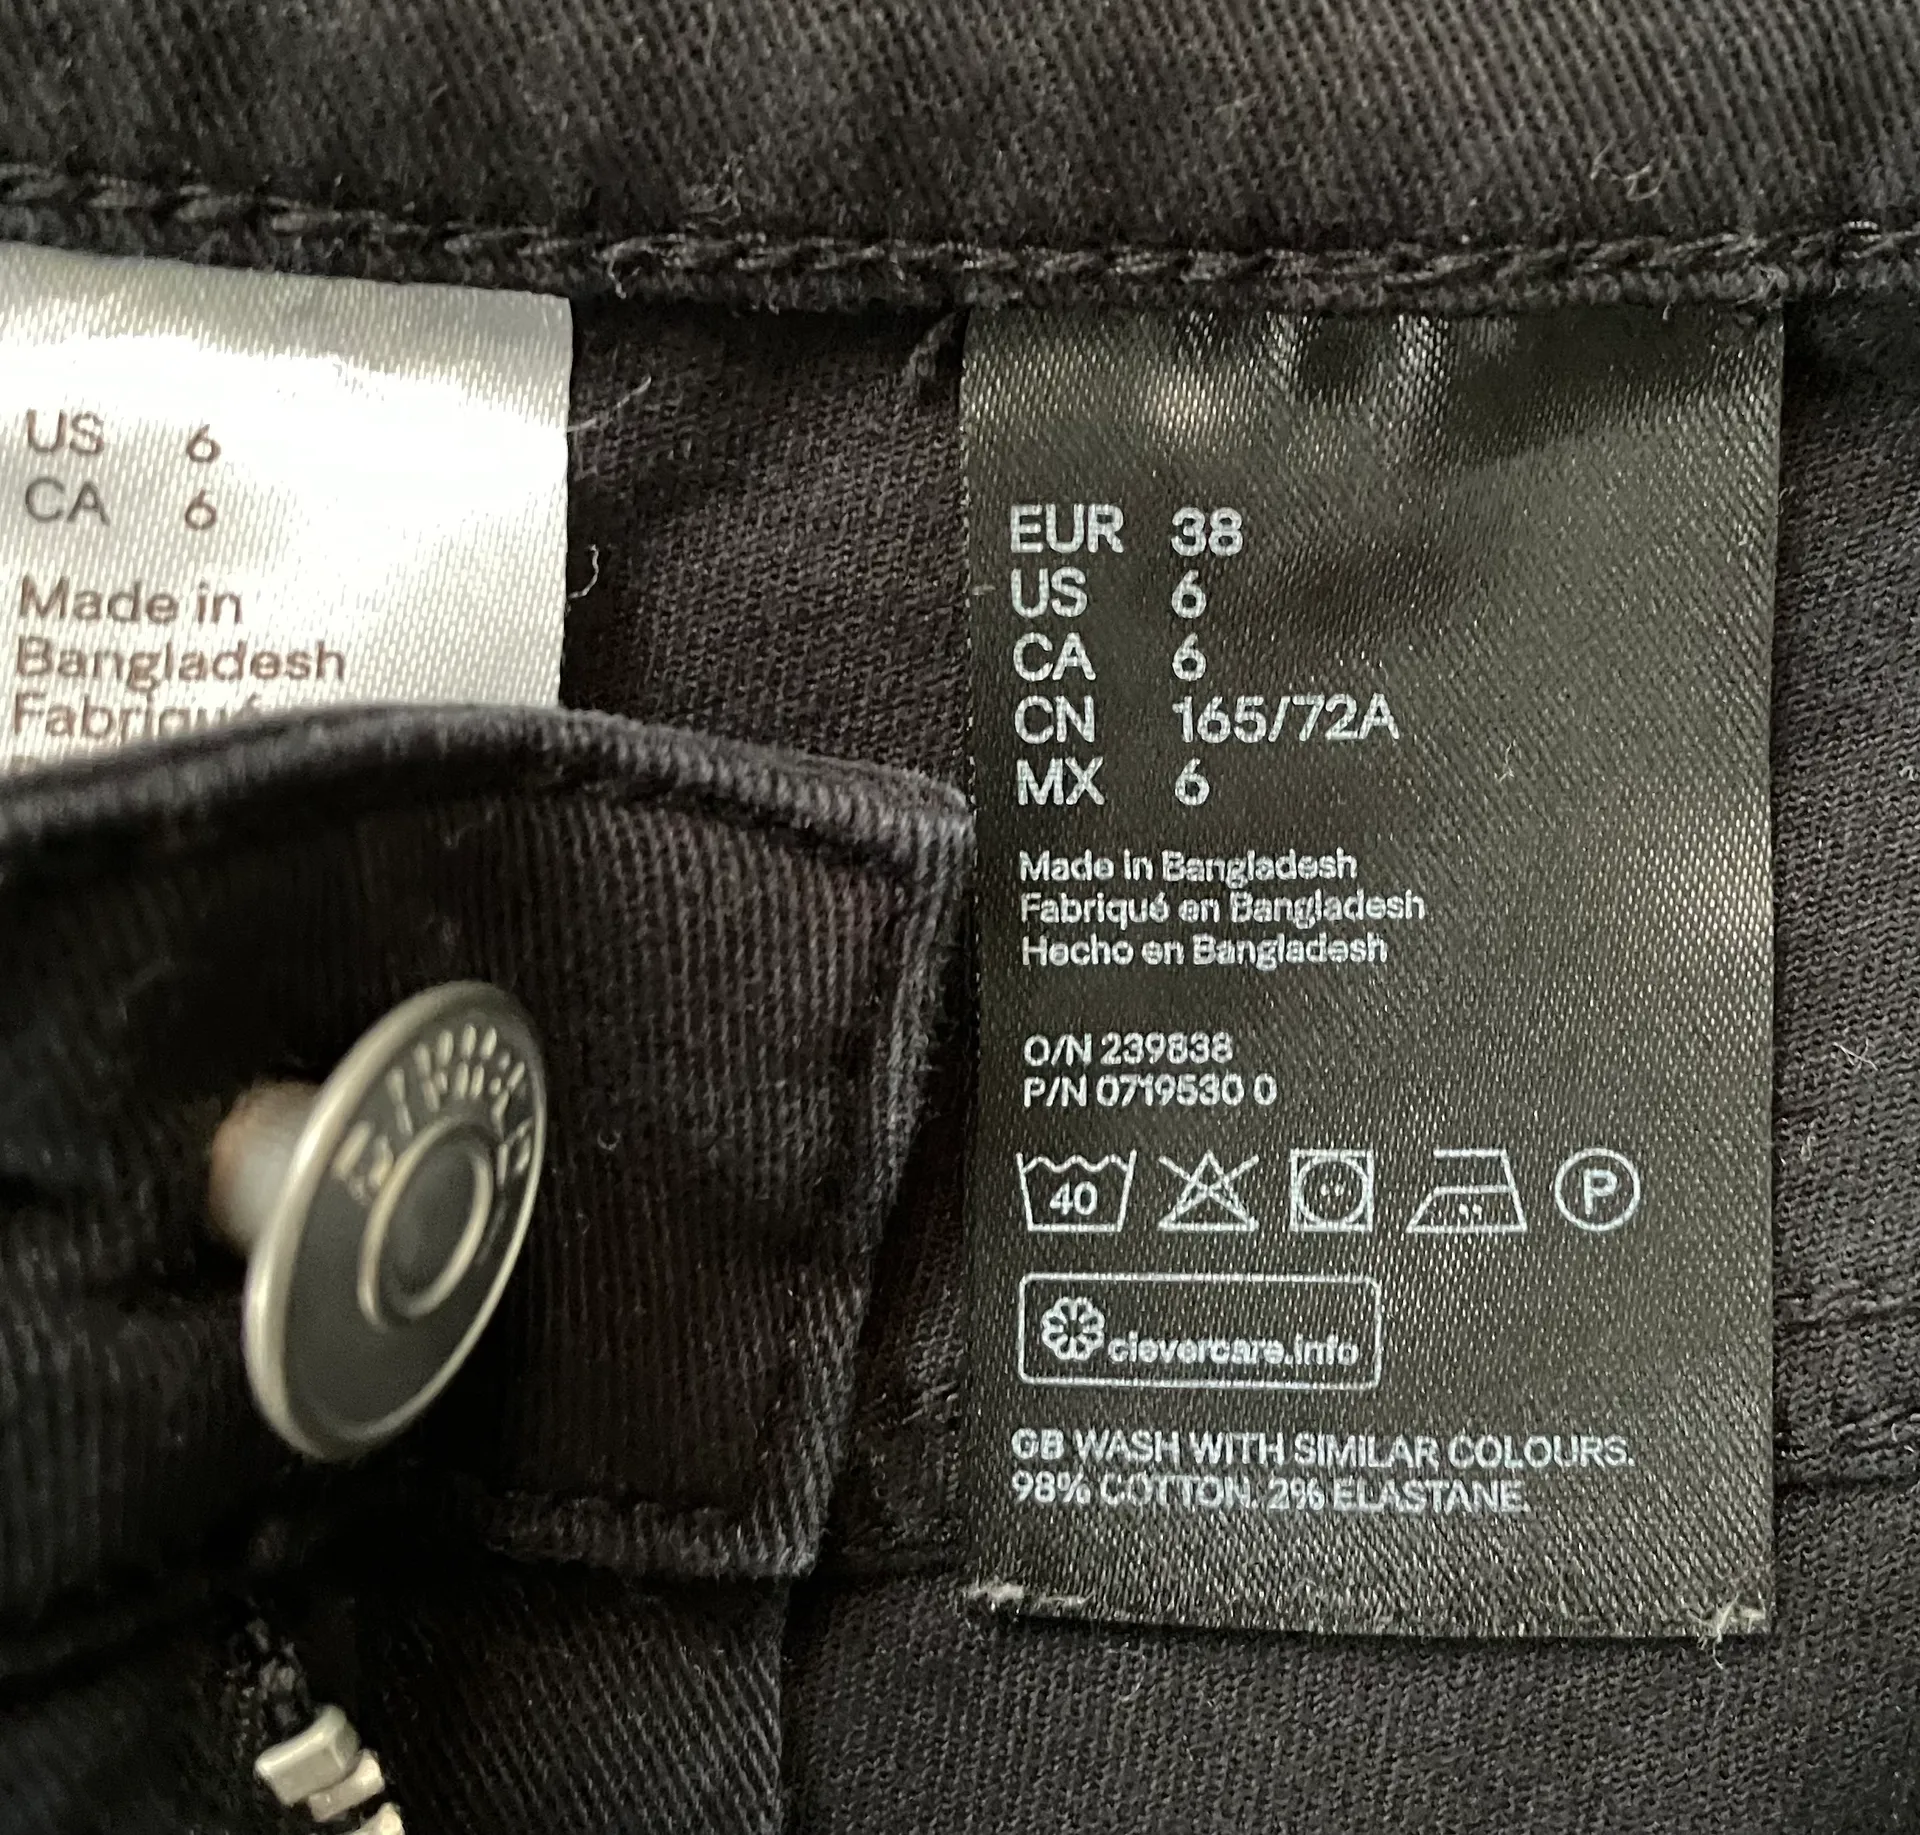 US 6
CA 6
Made in
Bangladesh
Fabriqué
EUR 38
US 6
CA 6
CN 165/72A
MX 6
Made in Bangladesh
Fabriqué en Bangladesh
Hecho en Bangladesh
O/N 239838
P/N 0719530 0
40
P
clevercare.info
GB WASH WITH SIMILAR COLOURS.
98% COTTON. 2% ELASTANE.